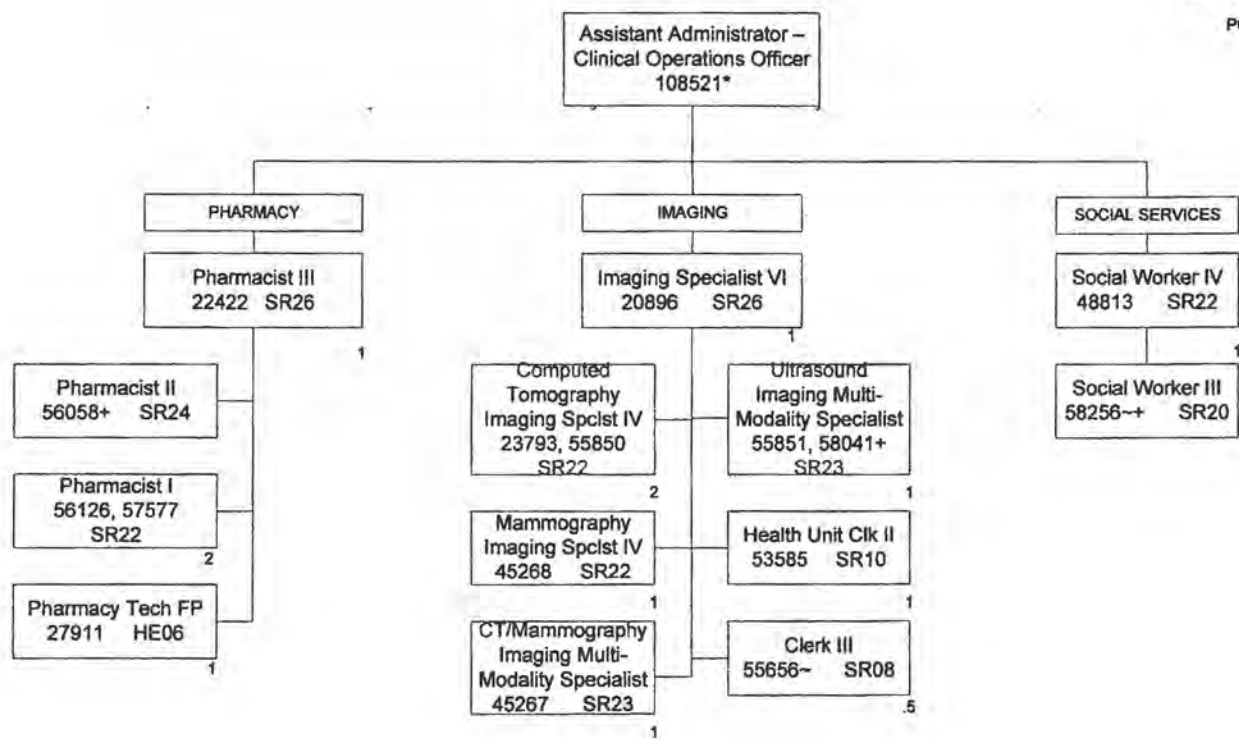 Assistant Administrator –
Clinical Operations Officer
108521*
PHARMACY
Pharmacist III
22422 SR26
1
Pharmacist II
56058+ SR24
Pharmacist I
56126, 57577
SR22
2
Pharmacy Tech FP
27911 HE06
1
IMAGING
Imaging Specialist VI
20896 SR26
1
Computed
Tomography
Imaging Spclst IV
23793, 55850
SR22
2
Ultrasound
Imaging Multi-
Modality Specialist
55851, 58041+
SR23
1
Mammography
Imaging Spclst IV
45268 SR22
1
Health Unit Clk II
53585 SR10
1
CT/Mammography
Imaging Multi-
Modality Specialist
45267 SR23
1
Clerk III
55656~ SR08
.5
SOCIAL SERVICES
Social Worker IV
48813 SR22
1
Social Worker III
58256~+ SR20